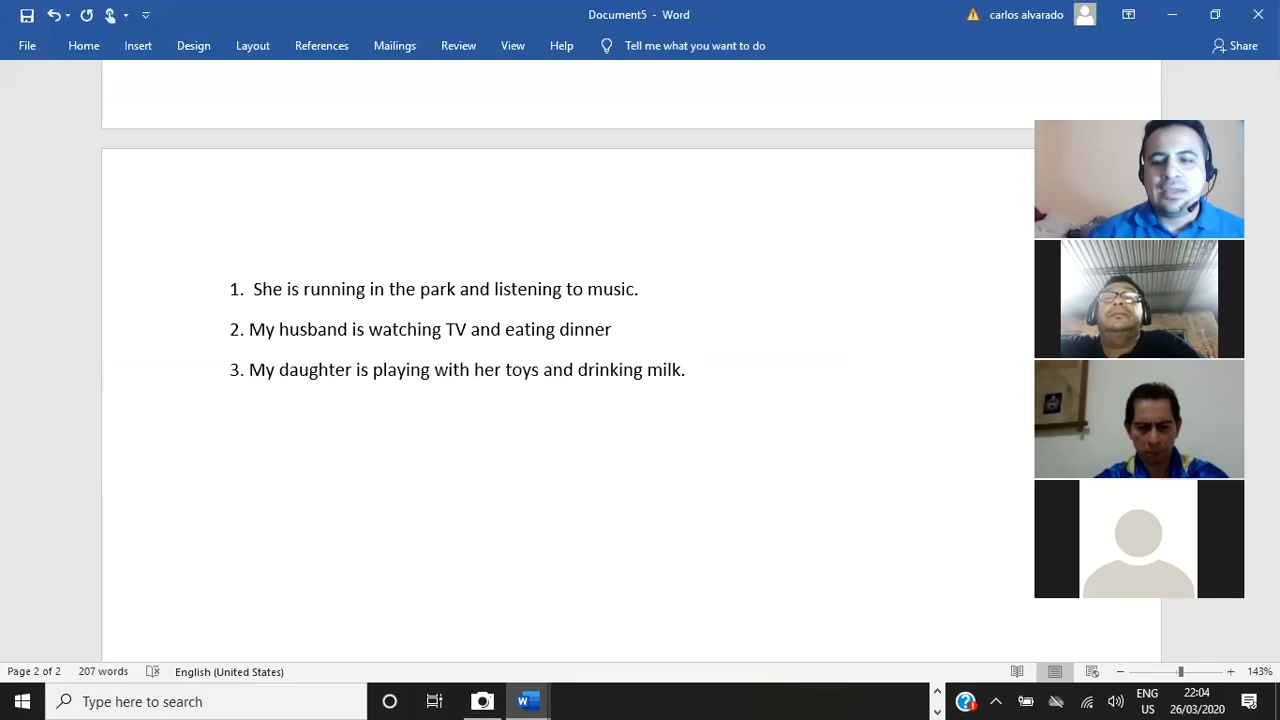 Document5 - Word
carlos alvarado
File Home Insert Design Layout References Mailings Review View Help Tell me what you want to do Share
1. She is running in the park and listening to music.
2. My husband is watching TV and eating dinner
3. My daughter is playing with her toys and drinking milk.
Page 2 of 2 207 words English (United States) 143%
Type here to search
ENG
US
22:04
26/03/2020